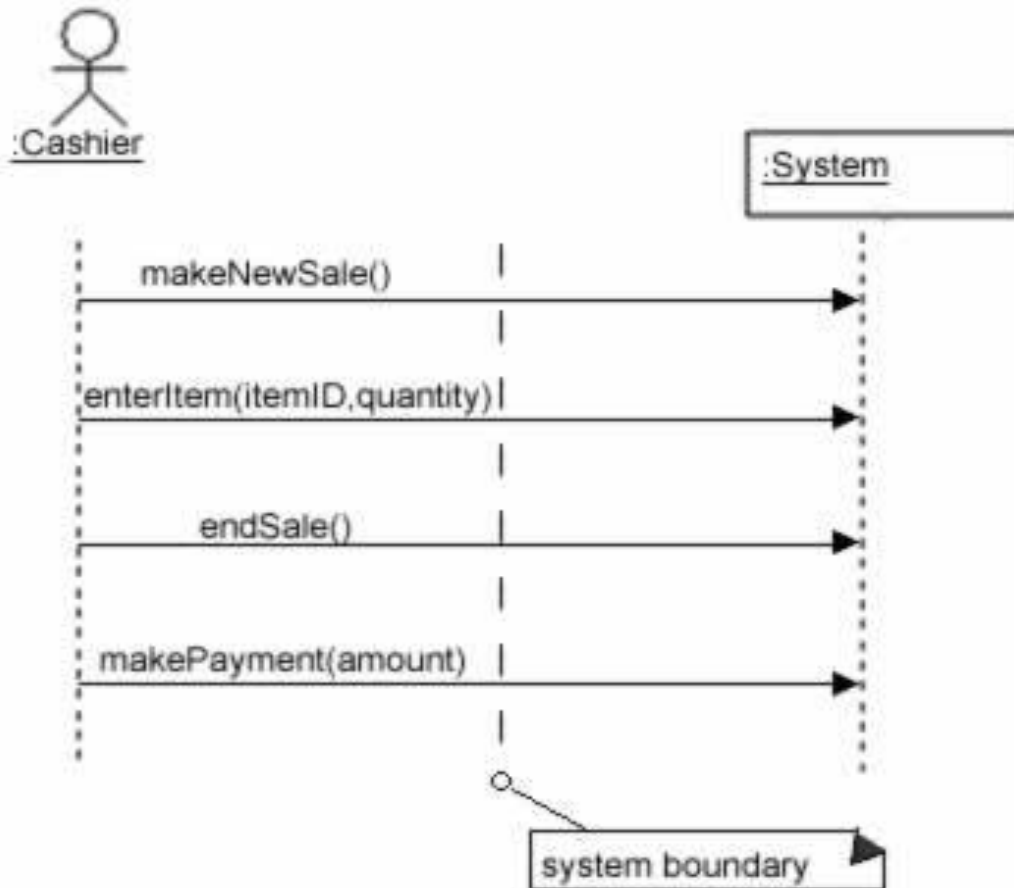 :Cashier
:System
makeNewSale()
enterItem(itemID,quantity)
endSale()
makePayment(amount)
system boundary